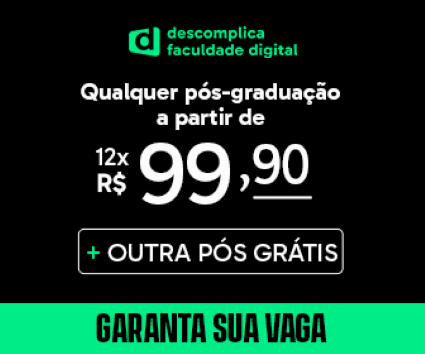 descomplica
faculdade digital
Qualquer pós-graduação
a partir de
12x
R$ 99,90
+ OUTRA PÓS GRÁTIS
GARANTA SUA VAGA